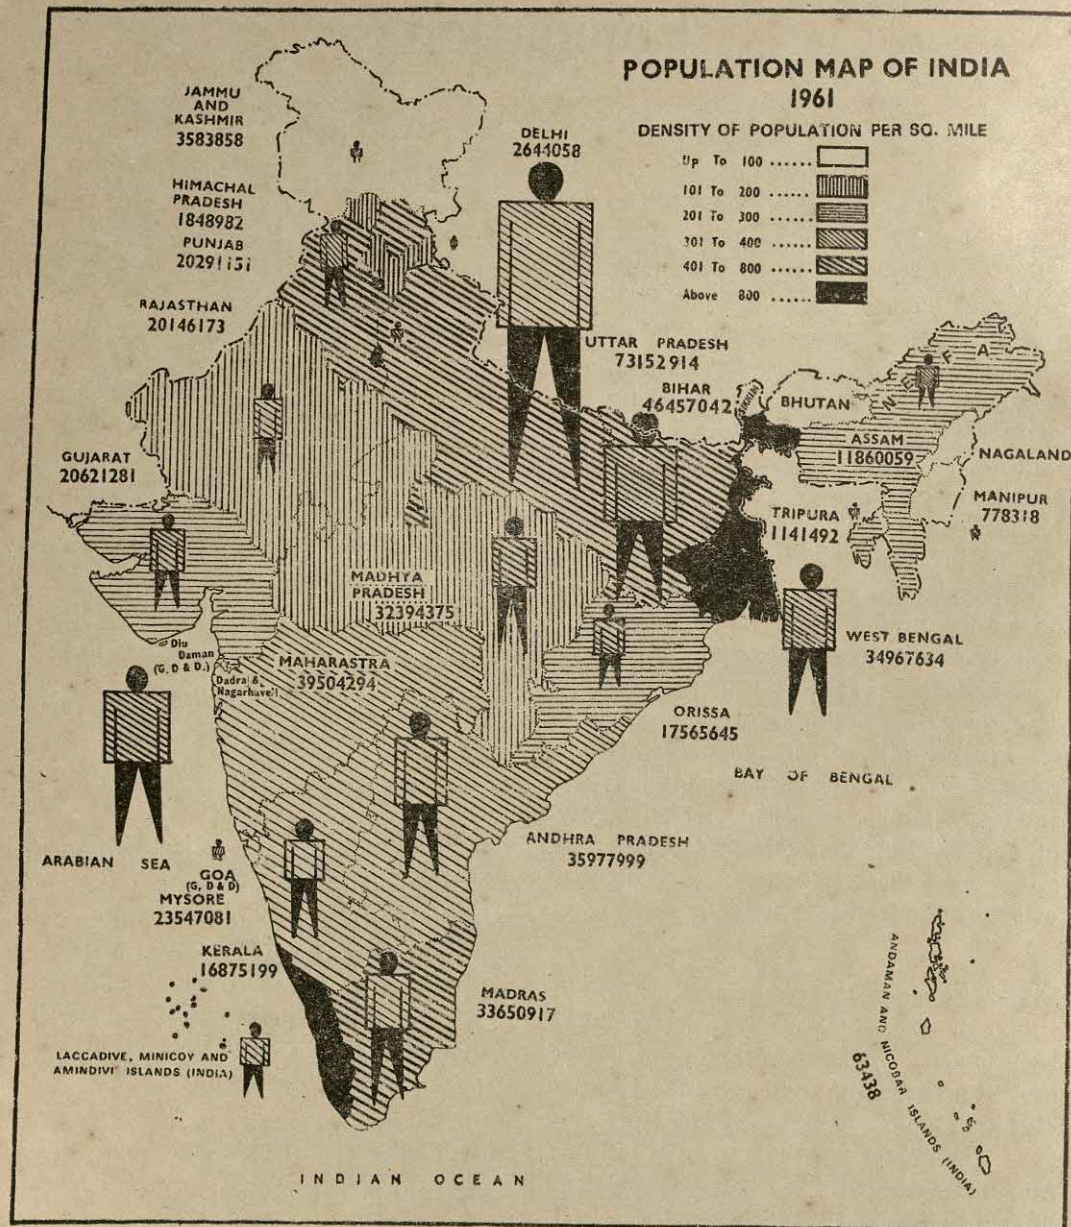 POPULATION MAP OF INDIA
1961
DENSITY OF POPULATION PER SQ. MILE
Up To 100 ......
101 To 200 ......
201 To 300 ......
301 To 400 ......
401 To 800 ......
Above 800 ......
JAMMU
AND
KASHMIR
3583858
DELHI
2644058
HIMACHAL
PRADESH
1848982
PUNJAB
20291151
RAJASTHAN
20146173
UTTAR PRADESH
73152914
BIHAR
46457042
SIKKIM
BHUTAN
N E F A
ASSAM
11860059
NAGALAND
GUJARAT
20621281
MANIPUR
778318
TRIPURA
1141492
MADHYA
PRADESH
32394375
WEST BENGAL
34967634
Diu
Daman
(G, D & D.)
Dadra &
Nagarhaveli
MAHARASTRA
39504294
ORISSA
17565645
BAY OF BENGAL
ANDHRA PRADESH
35977999
ARABIAN SEA
GOA
(G, D & D)
MYSORE
23547081
KERALA
16875199
MADRAS
33650917
LACCADIVE, MINICOY AND
AMINDIVI ISLANDS (INDIA)
ANDAMAN AND NICOBAR ISLANDS (INDIA)
63438
INDIAN OCEAN